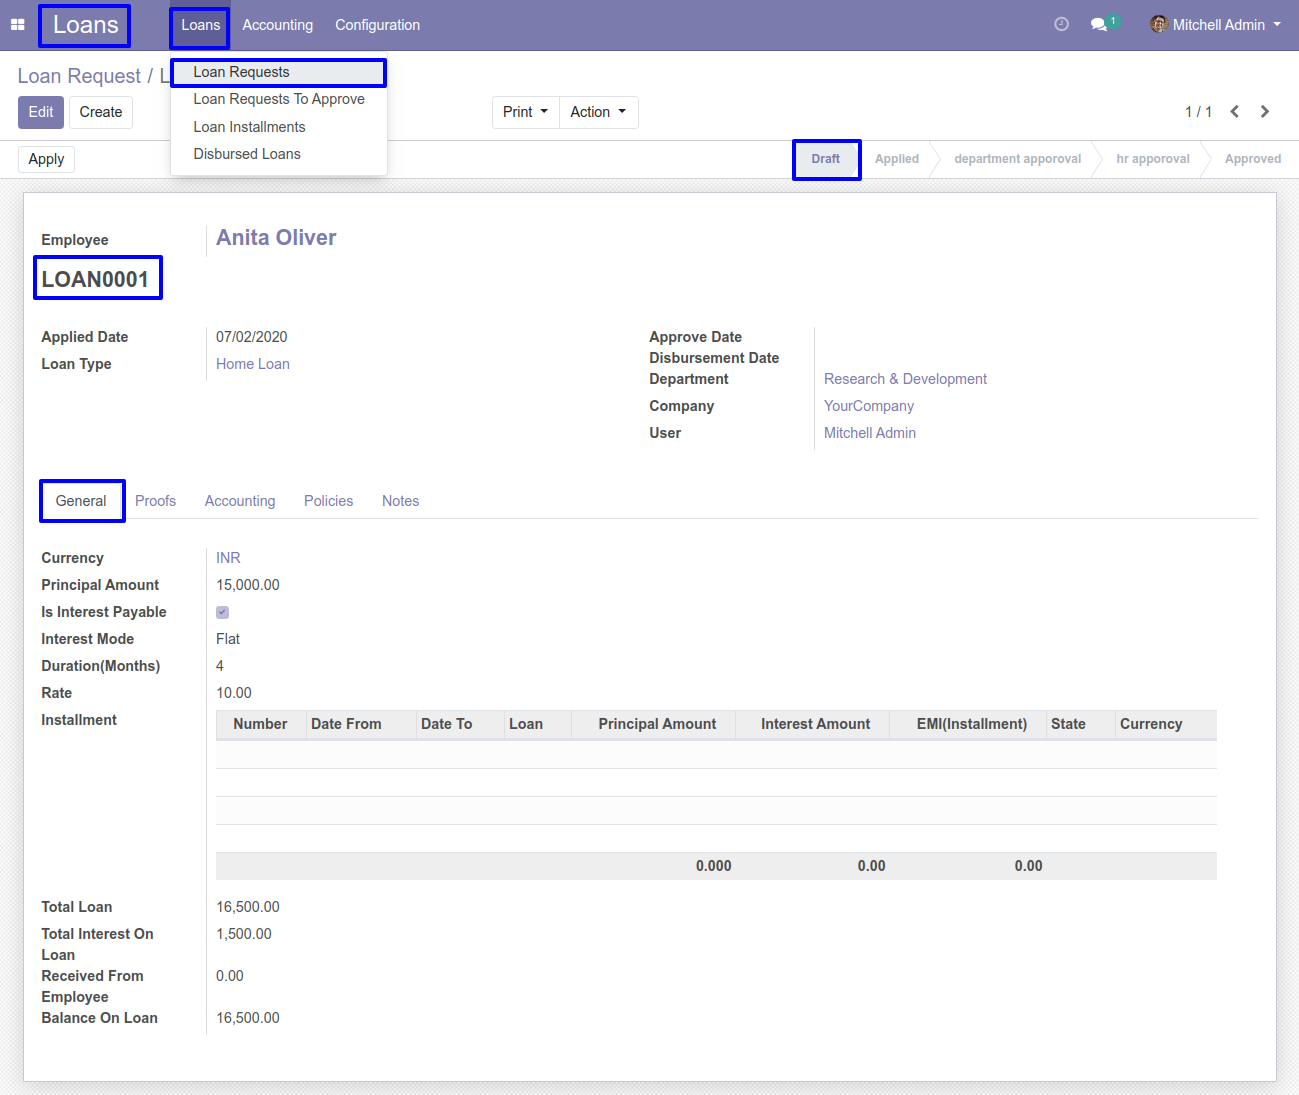 Loans Loans Accounting Configuration 1 Mitchell Admin
Loan Request / L
Loan Requests
Loan Requests To Approve
Loan Installments
Disbursed Loans
Edit Create Print Action 1 / 1
Apply Draft Applied department apporoval hr apporoval Approved
Employee Anita Oliver
LOAN0001
Applied Date 07/02/2020
Loan Type Home Loan
Approve Date
Disbursement Date
Department Research & Development
Company YourCompany
User Mitchell Admin
General Proofs Accounting Policies Notes
Currency INR
Principal Amount 15,000.00
Is Interest Payable
Interest Mode Flat
Duration(Months) 4
Rate 10.00
Installment
Number Date From Date To Loan Principal Amount Interest Amount EMI(Installment) State Currency
0.000 0.00 0.00
Total Loan 16,500.00
Total Interest On Loan 1,500.00
Received From Employee 0.00
Balance On Loan 16,500.00